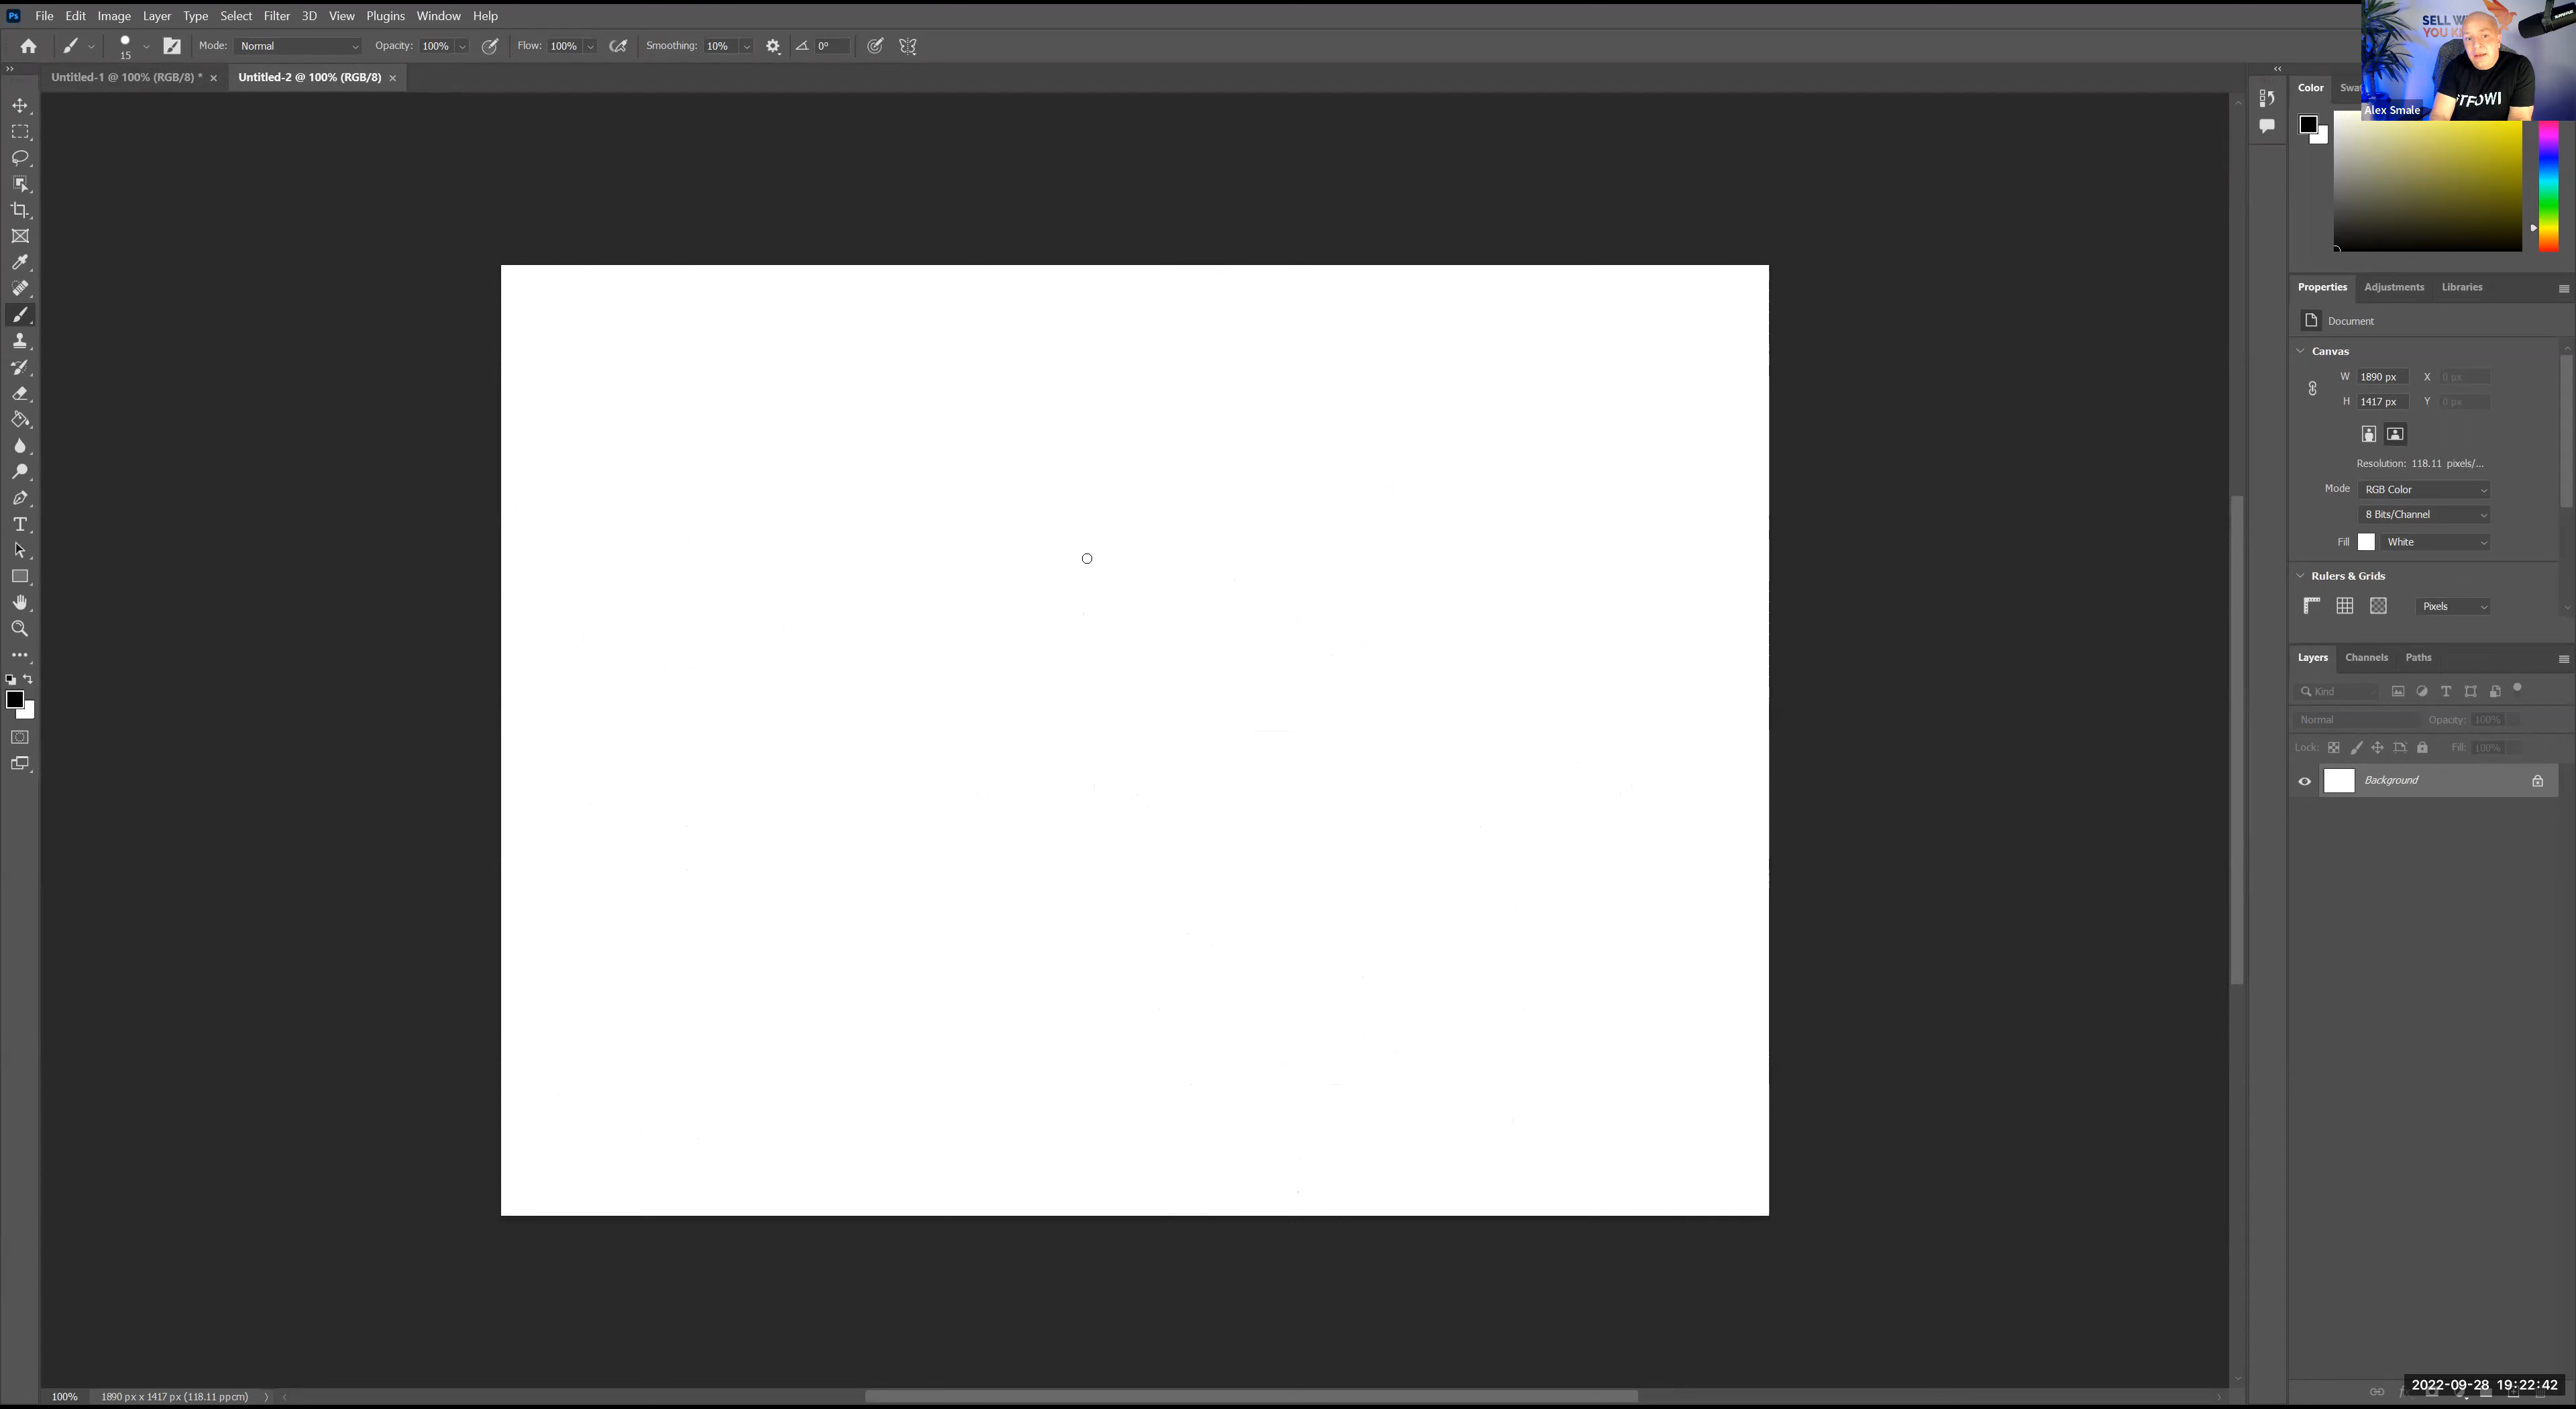 Ps File Edit Image Layer Type Select Filter 3D View Plugins Window Help
15 Mode: Normal Opacity: 100% Flow: 100% Smoothing: 10% 0°
Untitled-1 @ 100% (RGB/8) * × Untitled-2 @ 100% (RGB/8) ×
SELL
YOU
Alex Smale
Color
Properties Adjustments Libraries
Document
Canvas
W 1890 px X 0 px
H 1417 px Y 0 px
Resolution: 118.11 pixels/...
Mode RGB Color
8 Bits/Channel
Fill White
Rulers & Grids
Pixels
Layers Channels Paths
Kind
Normal Opacity: 100%
Lock: Fill: 100%
Background
100% 1890 px x 1417 px (118.11 ppcm)
2022-09-28 19:22:42